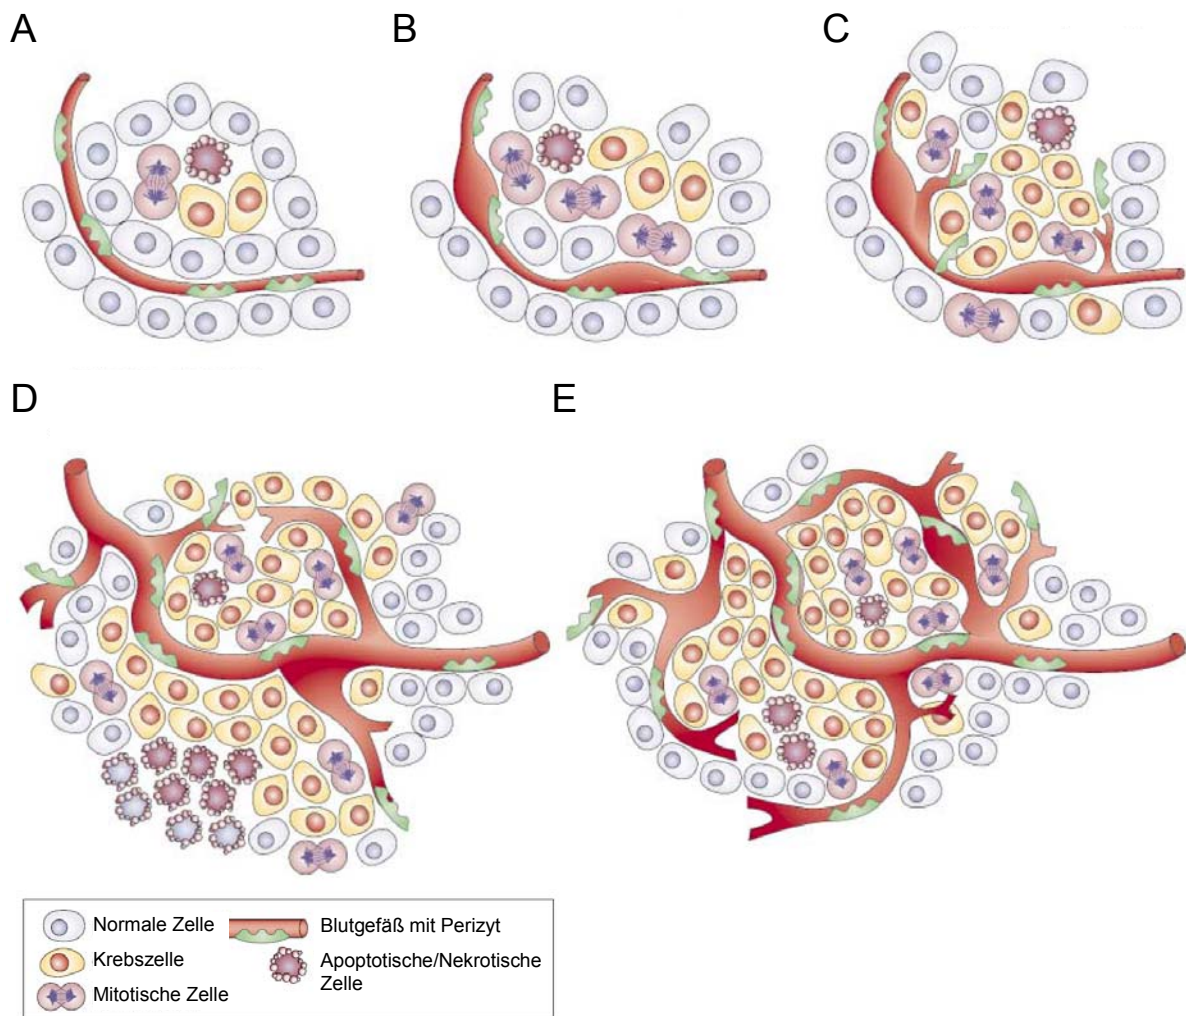 A
B
C
D
E
Normale Zelle
Krebszelle
Mitotische Zelle
Blutgefäß mit Perizyt
Apoptotische/Nekrotische
Zelle